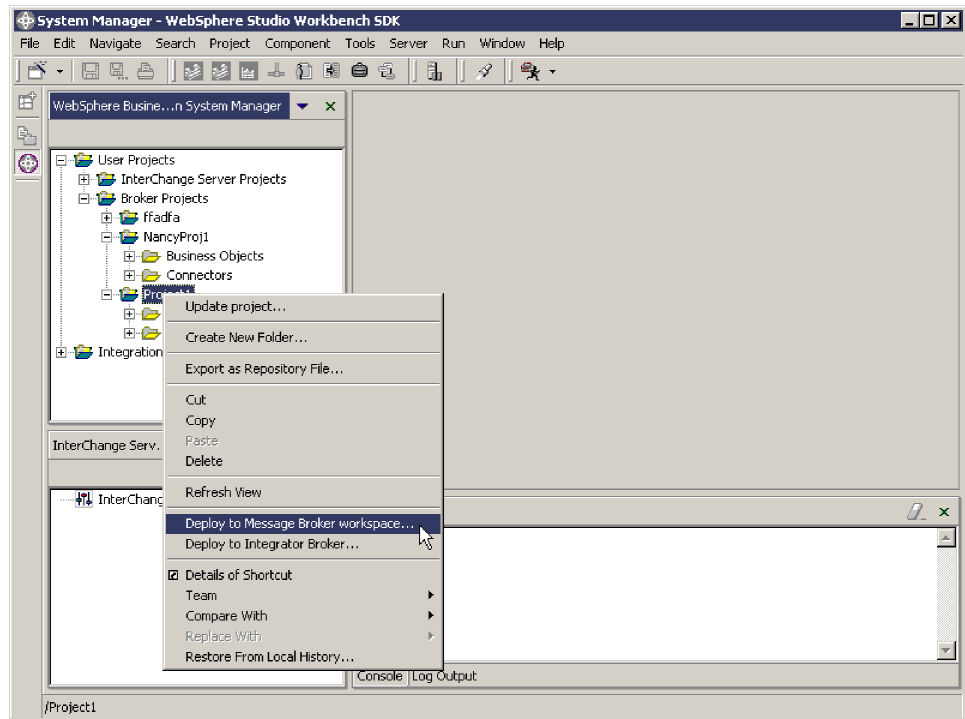 System Manager - WebSphere Studio Workbench SDK
File Edit Navigate Search Project Component Tools Server Run Window Help
WebSphere Busine...n System Manager
User Projects
InterChange Server Projects
Broker Projects
ffadfa
NancyProj1
Business Objects
Connectors
Project1
Integration
Update project...
Create New Folder...
Export as Repository File...
Cut
Copy
Paste
Delete
Refresh View
Deploy to Message Broker workspace...
Deploy to Integrator Broker...
Details of Shortcut
Team
Compare With
Replace With
Restore From Local History...
InterChange Serv.
InterChang
Console Log Output
/Project1